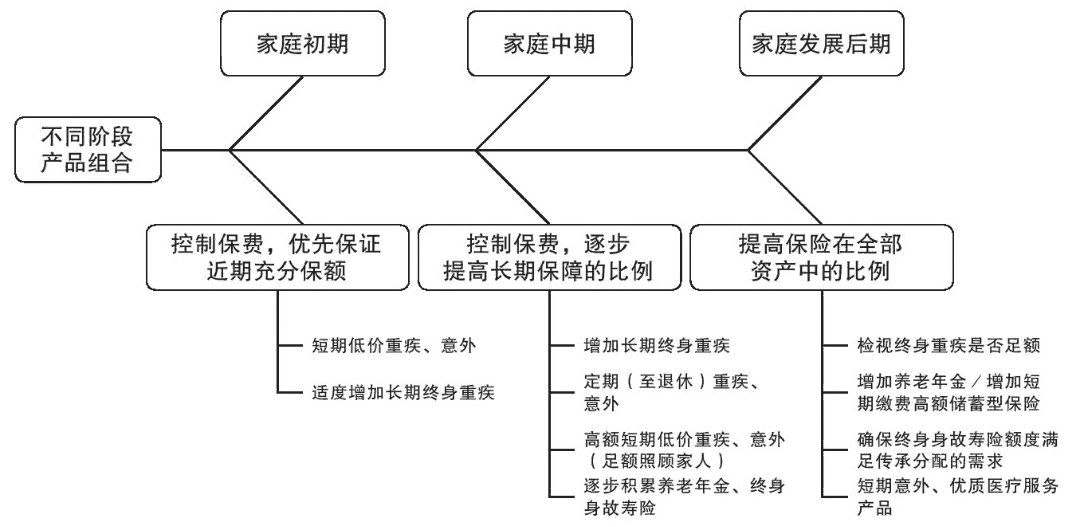 家庭初期
家庭中期
家庭发展后期
不同阶段
产品组合
控制保费，优先保证
近期充分保额
短期低价重疾、意外
适度增加长期终身重疾
控制保费，逐步
提高长期保障的比例
增加长期终身重疾
定期（至退休）重疾、
意外
高额短期低价重疾、意外
（足额照顾家人）
逐步积累养老年金、终身
身故寿险
提高保险在全部
资产中的比例
检视终身重疾是否足额
增加养老年金／增加短
期缴费高额储蓄型保险
确保终身身故寿险额度满
足传承分配的需求
短期意外、优质医疗服务
产品